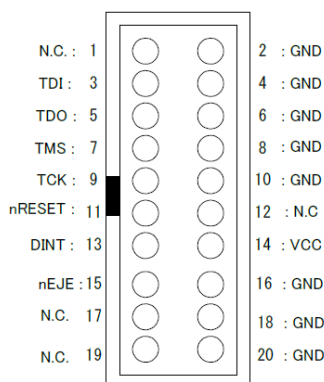 N.C. : 1 2 : GND
TDI : 3 4 : GND
TDO : 5 6 : GND
TMS : 7 8 : GND
TCK : 9 10 : GND
nRESET : 11 12 : N.C
DINT : 13 14 : VCC
nEJE : 15 16 : GND
N.C. 17 18 : GND
N.C. 19 20 : GND